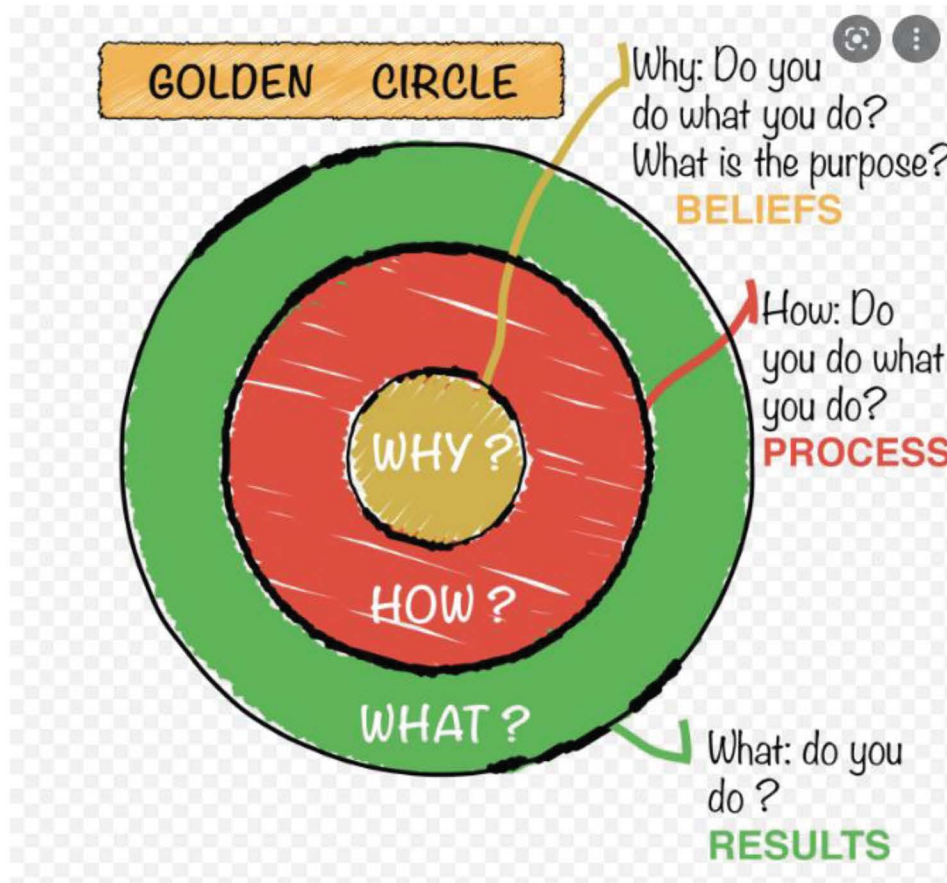 GOLDEN CIRCLE
Why: Do you
do what you do?
What is the purpose?
BELIEFS
How: Do
you do what
you do?
PROCESS
WHY ?
HOW ?
WHAT ?
What: do you
do ?
RESULTS